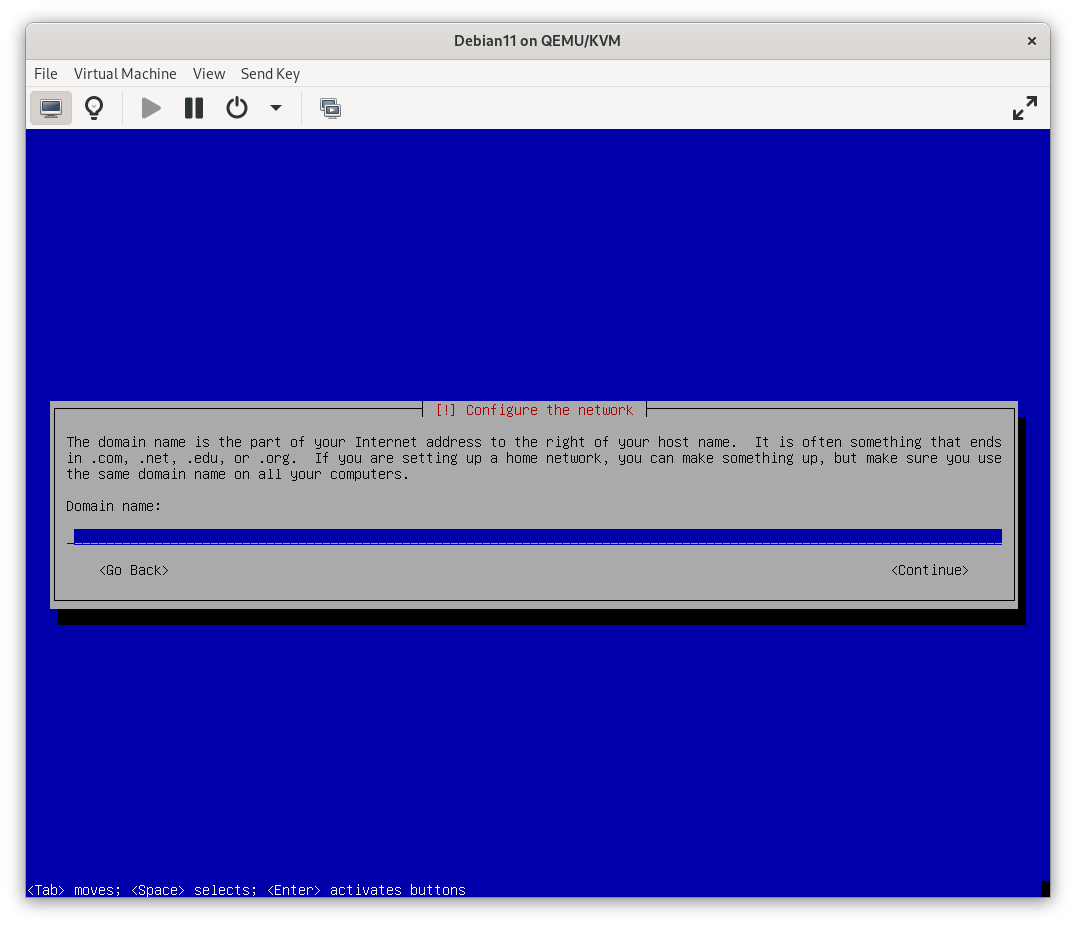 Debian11 on QEMU/KVM
File Virtual Machine View Send Key
[!] Configure the network
The domain name is the part of your Internet address to the right of your host name.  It is often something that ends
in .com, .net, .edu, or .org.  If you are setting up a home network, you can make something up, but make sure you use
the same domain name on all your computers.
Domain name:
<Go Back> <Continue>
<Tab> moves; <Space> selects; <Enter> activates buttons